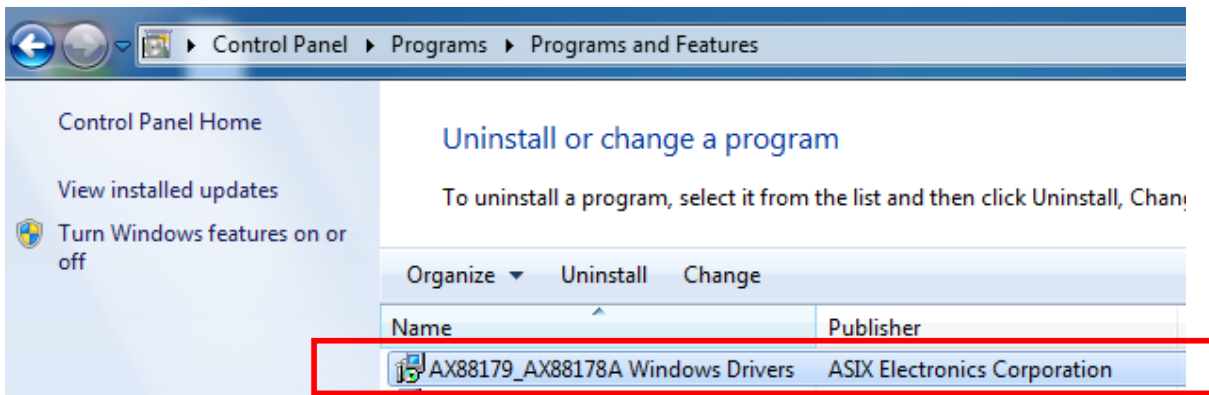 Control Panel ▸ Programs ▸ Programs and Features
Control Panel Home
View installed updates
Turn Windows features on or
off
Uninstall or change a program
To uninstall a program, select it from the list and then click Uninstall, Chan
Organize Uninstall Change
Name Publisher
AX88179_AX88178A Windows Drivers ASIX Electronics Corporation